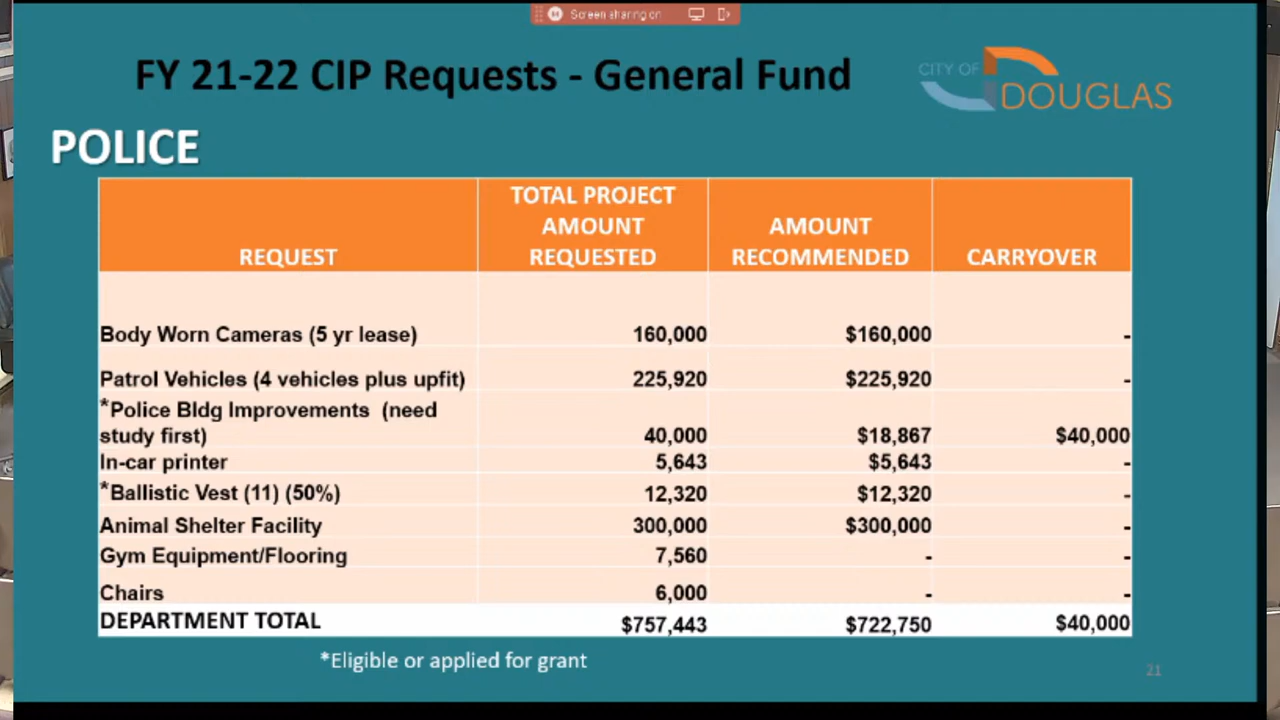 Screen sharing on
FY 21-22 CIP Requests - General Fund
CITY OF
DOUGLAS
POLICE
REQUEST
TOTAL PROJECT
AMOUNT
REQUESTED
AMOUNT
RECOMMENDED
CARRYOVER
Body Worn Cameras (5 yr lease) 160,000 $160,000 -
Patrol Vehicles (4 vehicles plus upfit) 225,920 $225,920 -
*Police Bldg Improvements (need
study first) 40,000 $18,867 $40,000
In-car printer 5,643 $5,643 -
*Ballistic Vest (11) (50%) 12,320 $12,320 -
Animal Shelter Facility 300,000 $300,000 -
Gym Equipment/Flooring 7,560 - -
Chairs 6,000 - -
DEPARTMENT TOTAL $757,443 $722,750 $40,000
*Eligible or applied for grant
21